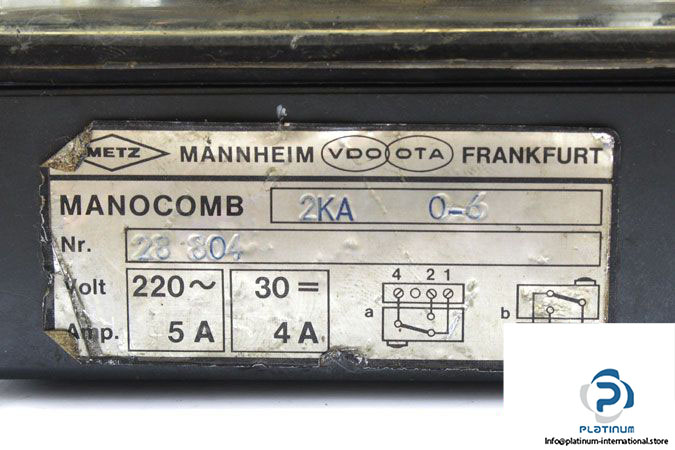 METZ MANNHEIM VDO OTA FRANKFURT
MANOCOMB 2KA 0-6
Nr. 28 804
Volt 220~ 30=
Amp. 5 A 4 A
4 2 1
a
b
PLATINUM
Info@platinum-international.store